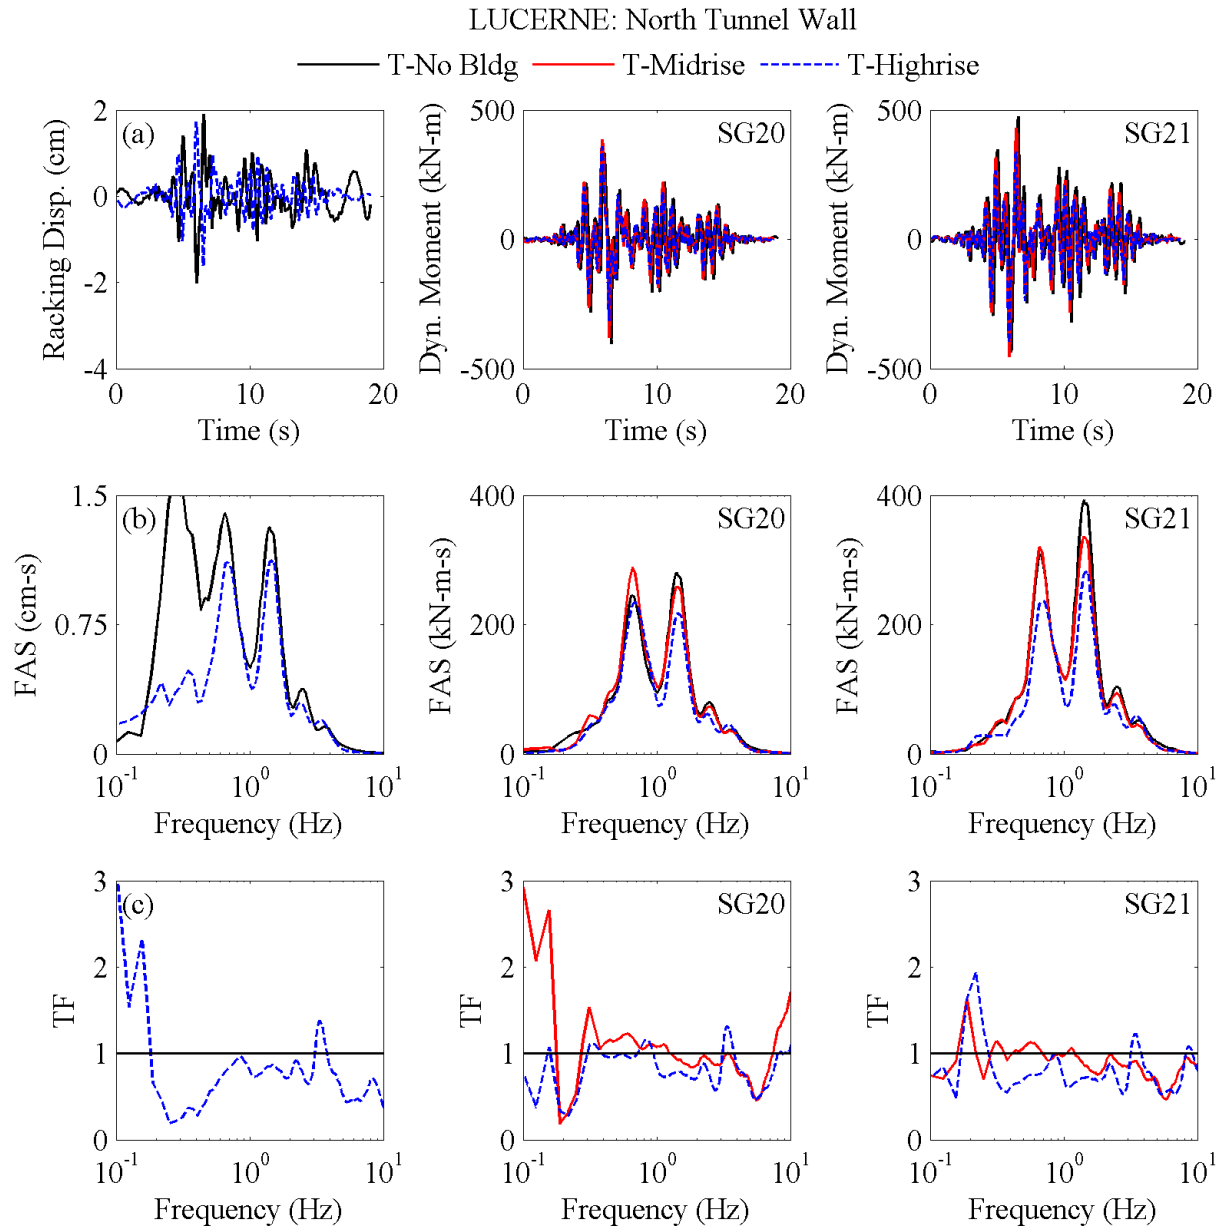 LUCERNE: North Tunnel Wall
T-No Bldg T-Midrise T-Highrise
(a) SG20 SG21
Racking Disp. (cm) Dyn. Moment (kN-m) Dyn. Moment (kN-m)
2 500 500
0 0 0
-2
-4 -500 -500
0 10 20 0 10 20 0 10 20
Time (s) Time (s) Time (s)
(b) SG20 SG21
FAS (cm-s) FAS (kN-m-s) FAS (kN-m-s)
1.5 400 400
0.75 200 200
0 0 0
10^-1 10^0 10^1 10^-1 10^0 10^1 10^-1 10^0 10^1
Frequency (Hz) Frequency (Hz) Frequency (Hz)
(c) SG20 SG21
TF TF TF
3 3 3
2 2 2
1 1 1
0 0 0
10^-1 10^0 10^1 10^-1 10^0 10^1 10^-1 10^0 10^1
Frequency (Hz) Frequency (Hz) Frequency (Hz)